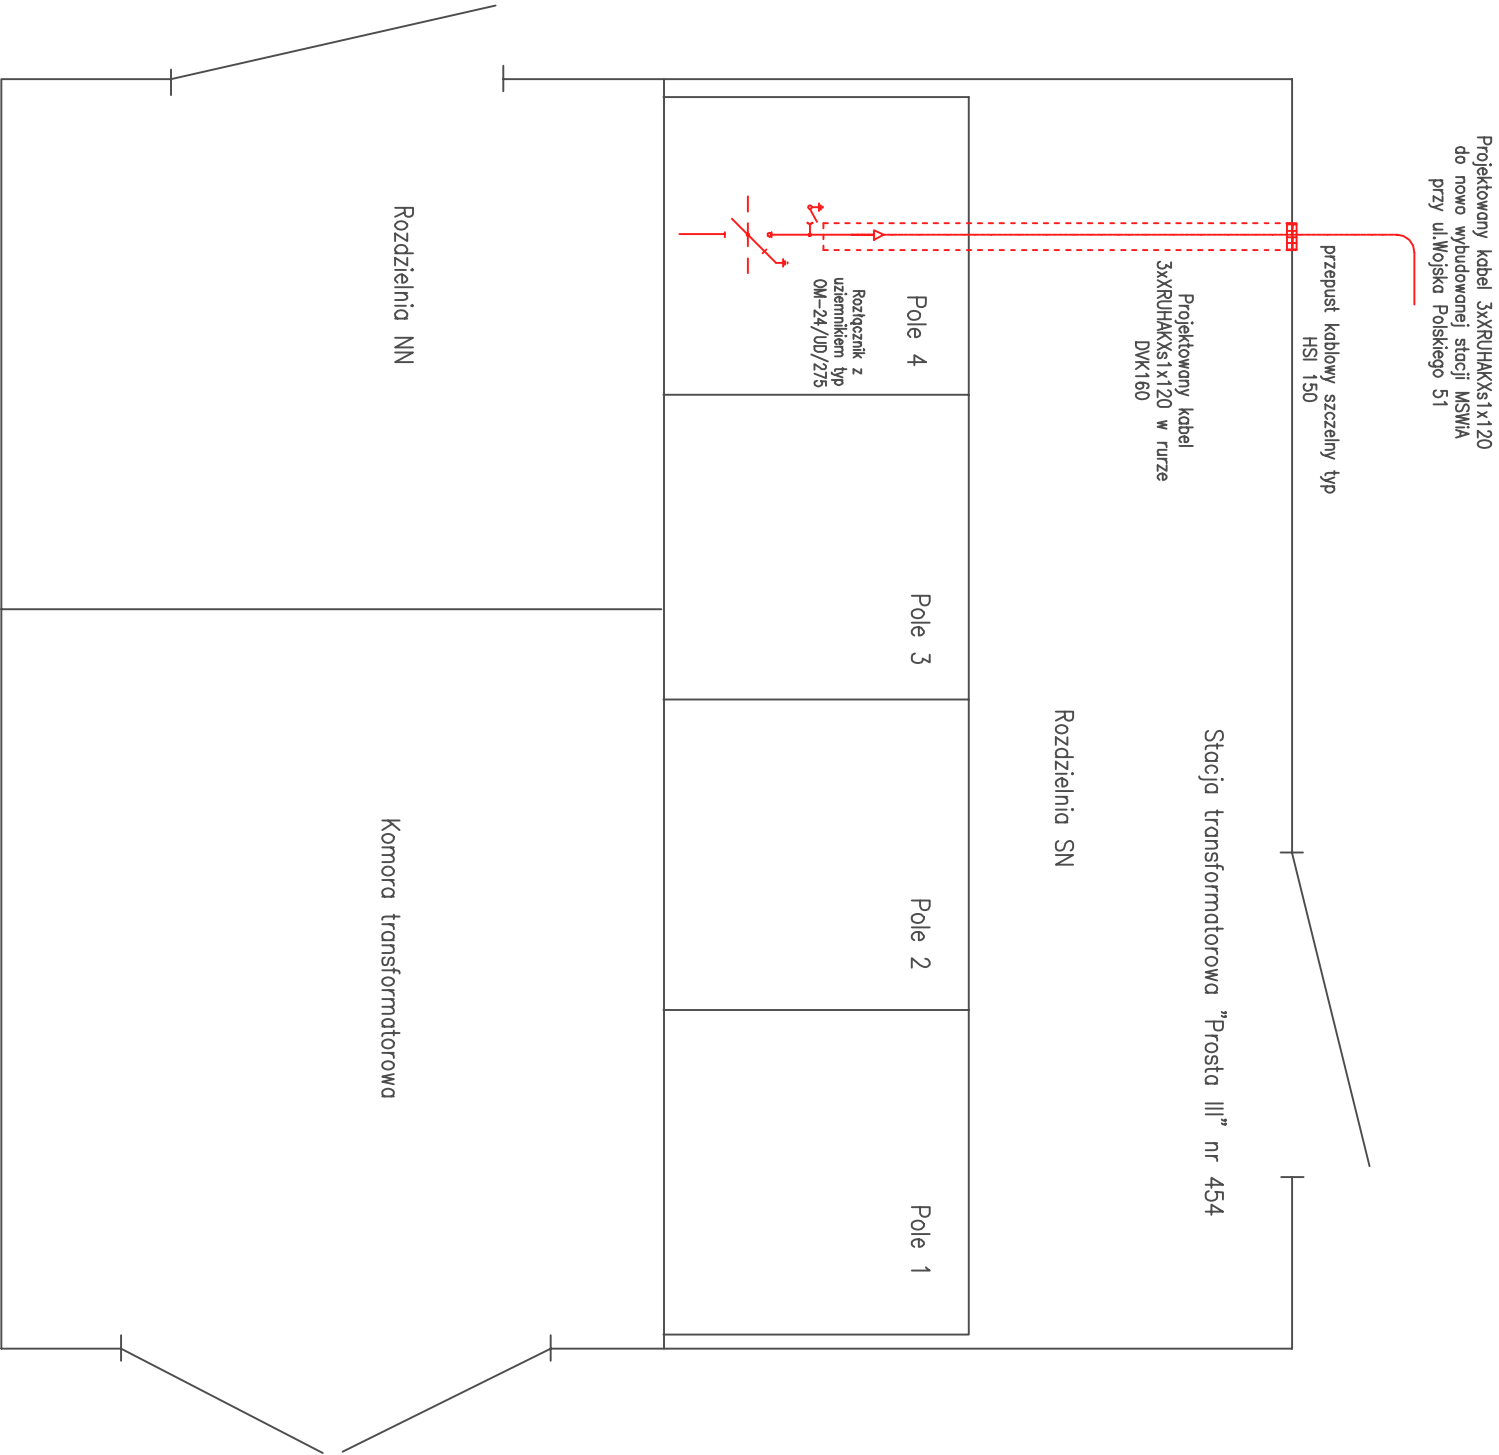 Projektowany kabel 3xXRUHAKXs1x120
do nowo wybudowanej stacji MSWiA
przy ul.Wojska Polskiego 51
przepust kablowy szczelny typ
HSI 150
Projektowany kabel
3xXRUHAKXs1x120 w rurze
DVK160
Stacja transformatorowa "Prosta III" nr 454
Rozdzielnia SN
Pole 4
Pole 3
Pole 2
Pole 1
Rozłącznik z
uziemnikiem typ
OM-24/UD/275
Rozdzielnia NN
Komora transformatorowa